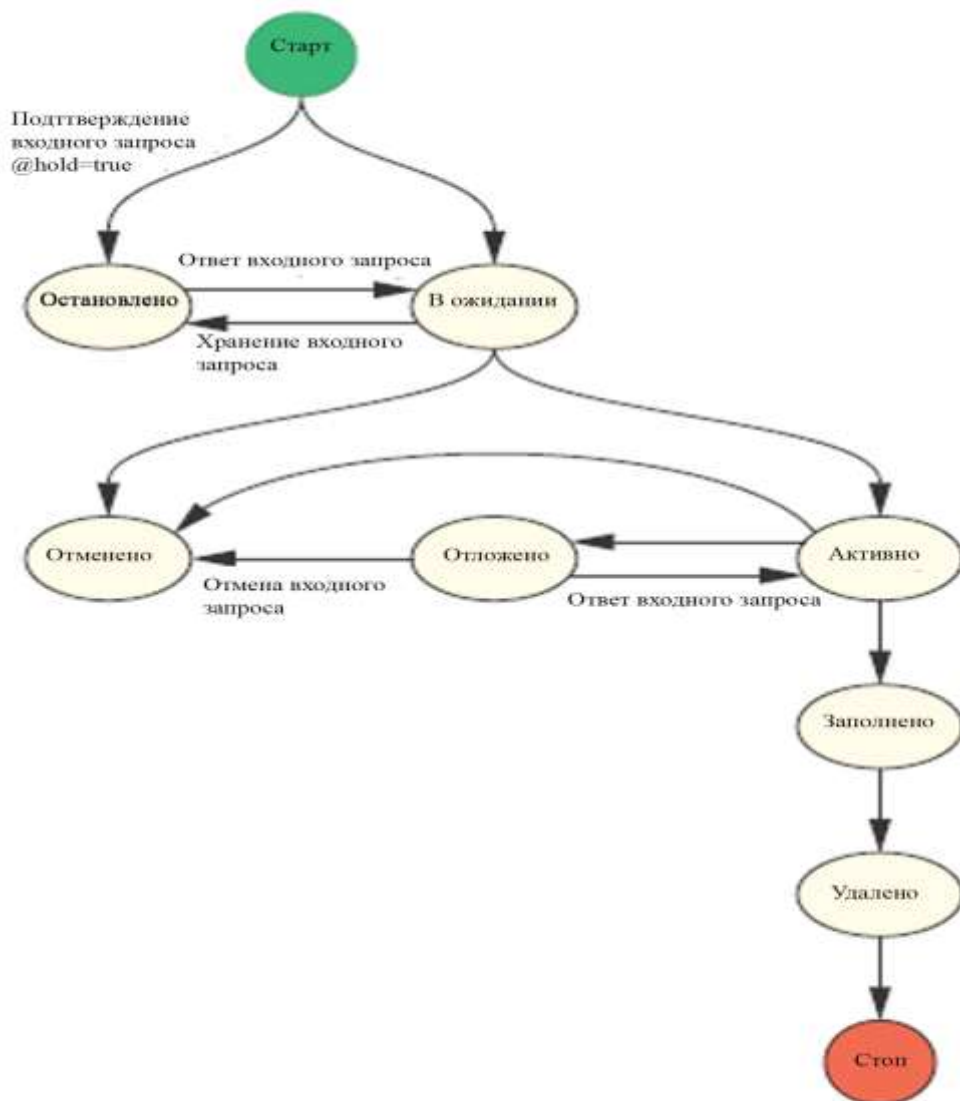 Старт
Подттверждение
входного запроса
@hold=true
Ответ входного запроса
Остановлено
В ожидании
Хранение входного
запроса
Отменено
Отложено
Активно
Отмена входного
запроса
Ответ входного запроса
Заполнено
Удалено
Стоп